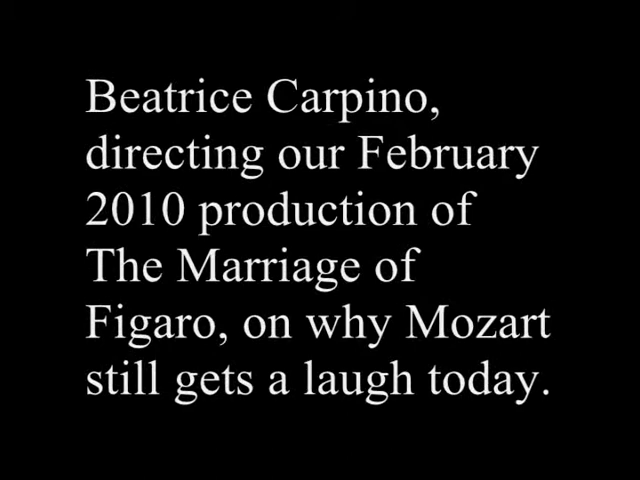 Beatrice Carpino,
directing our February
2010 production of
The Marriage of
Figaro, on why Mozart
still gets a laugh today.